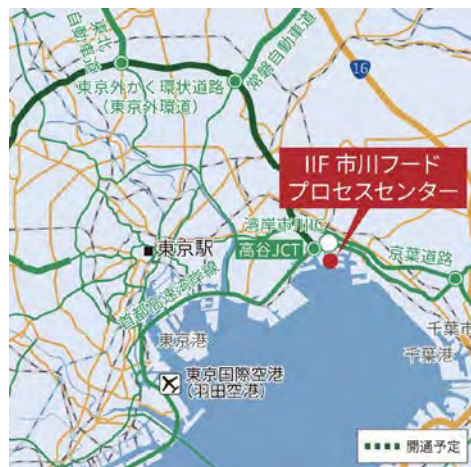 東北
自動車道
常磐自動車道
16
東京外かく環状道路
(東京外環道)
IIF 市川フード
プロセスセンター
湾岸市川IC
高谷JCT
京葉道路
東京駅
首都高速湾岸線
東京港
千葉市
千葉港
東京国際空港
(羽田空港)
開通予定